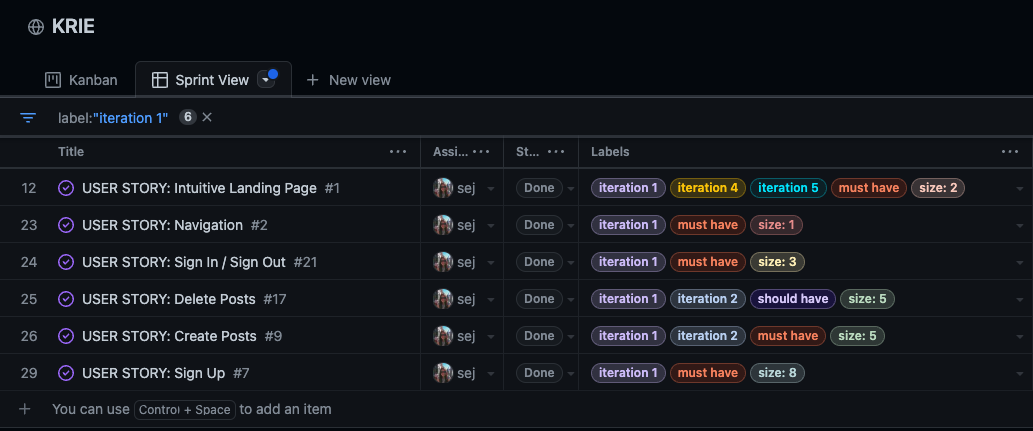 KRIE
Kanban Sprint View New view
label:"iteration 1" 6
Title Assi... St... Labels
12 USER STORY: Intuitive Landing Page #1 sej Done iteration 1 iteration 4 iteration 5 must have size: 2
23 USER STORY: Navigation #2 sej Done iteration 1 must have size: 1
24 USER STORY: Sign In / Sign Out #21 sej Done iteration 1 must have size: 3
25 USER STORY: Delete Posts #17 sej Done iteration 1 iteration 2 should have size: 5
26 USER STORY: Create Posts #9 sej Done iteration 1 iteration 2 must have size: 5
29 USER STORY: Sign Up #7 sej Done iteration 1 must have size: 8
You can use Control + Space to add an item